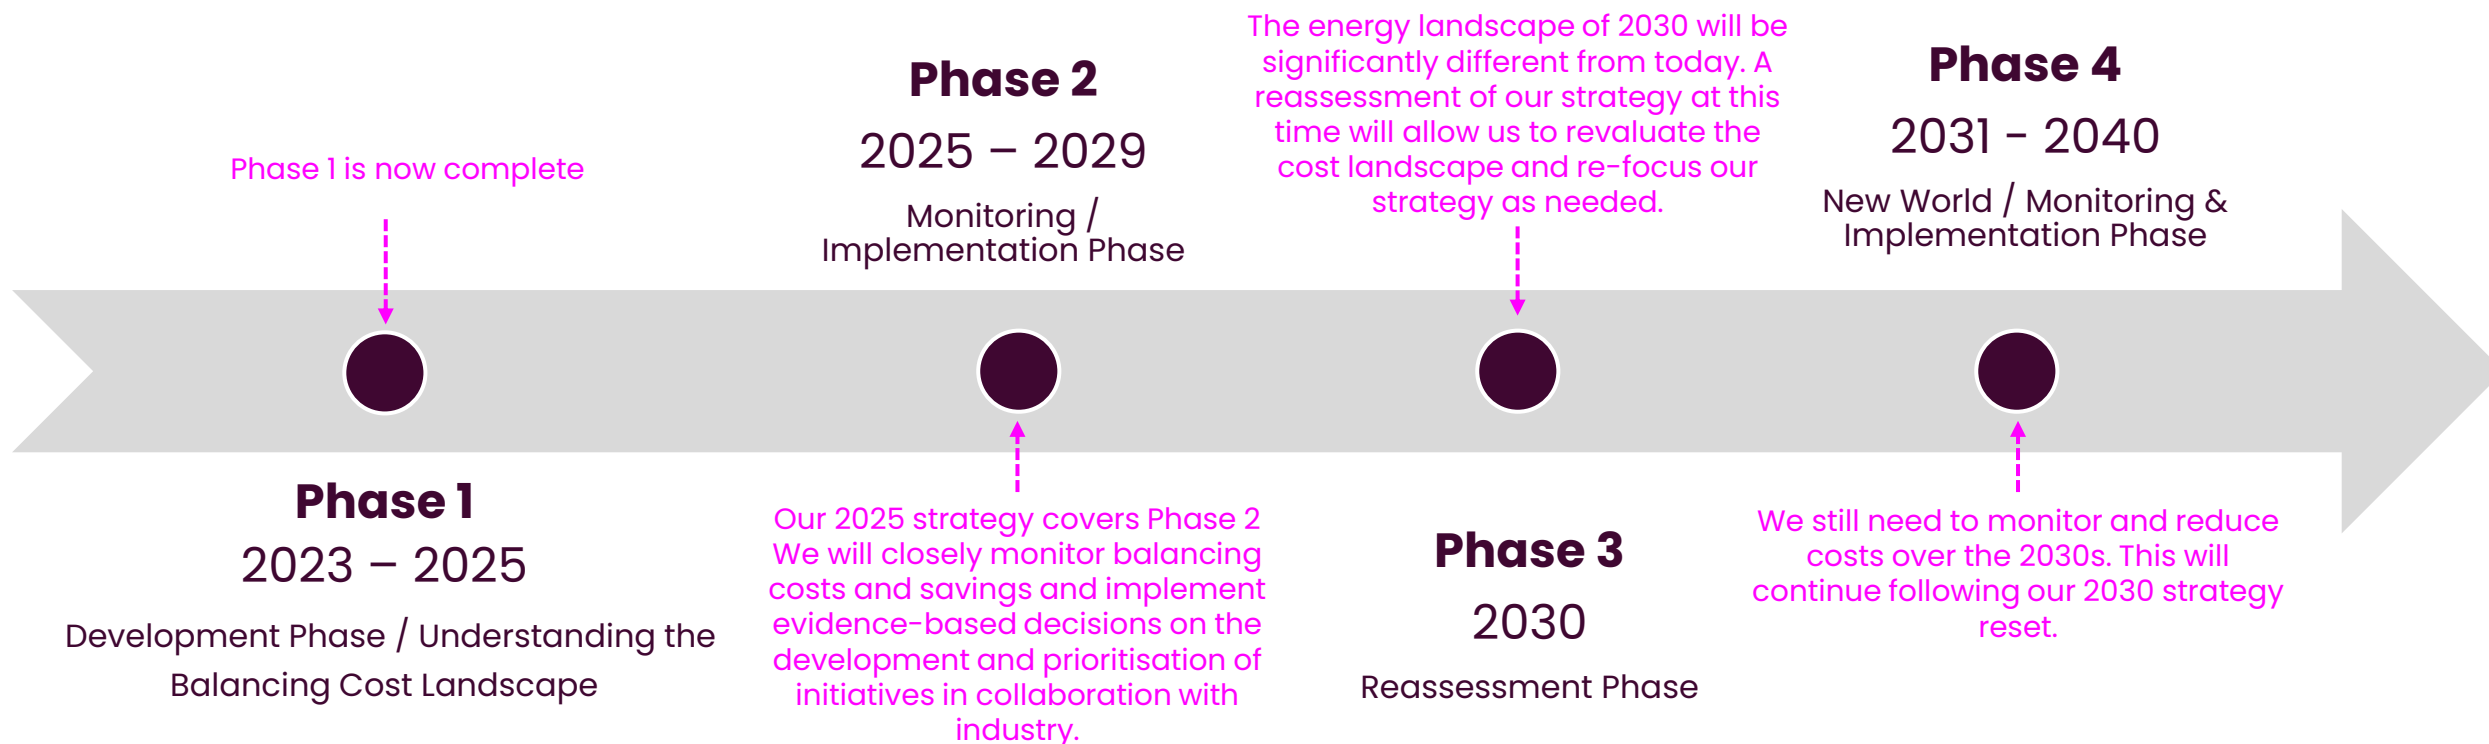 Phase 1 is now complete
Phase 1
2023 – 2025
Development Phase / Understanding the
Balancing Cost Landscape
Phase 2
2025 – 2029
Monitoring /
Implementation Phase
Our 2025 strategy covers Phase 2
We will closely monitor balancing
costs and savings and implement
evidence-based decisions on the
development and prioritisation of
initiatives in collaboration with
industry.
The energy landscape of 2030 will be
significantly different from today. A
reassessment of our strategy at this
time will allow us to revaluate the
cost landscape and re-focus our
strategy as needed.
Phase 3
2030
Reassessment Phase
Phase 4
2031 - 2040
New World / Monitoring &
Implementation Phase
We still need to monitor and reduce
costs over the 2030s. This will
continue following our 2030 strategy
reset.